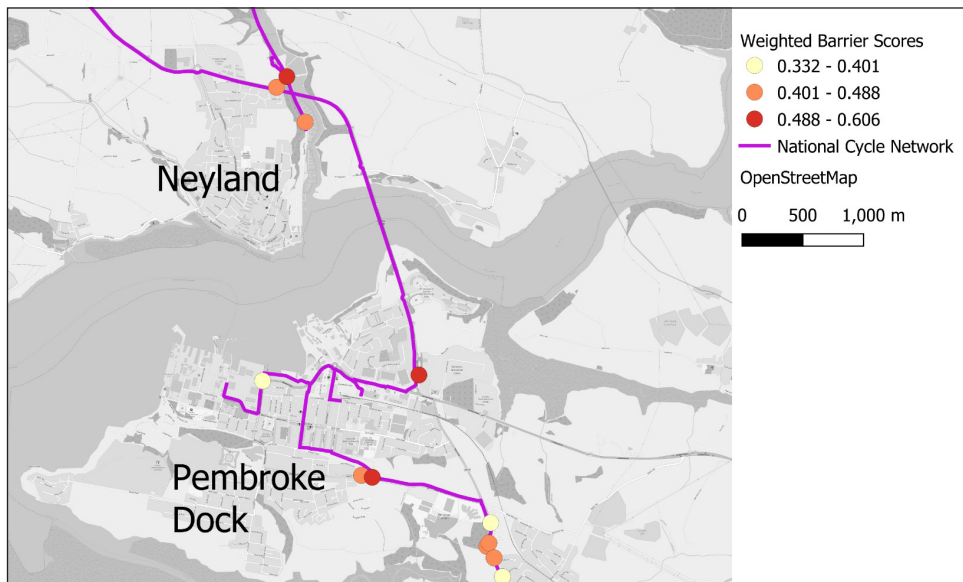 Neyland
Pembroke
Dock
Weighted Barrier Scores
0.332 - 0.401
0.401 - 0.488
0.488 - 0.606
National Cycle Network
OpenStreetMap
0 500 1,000 m